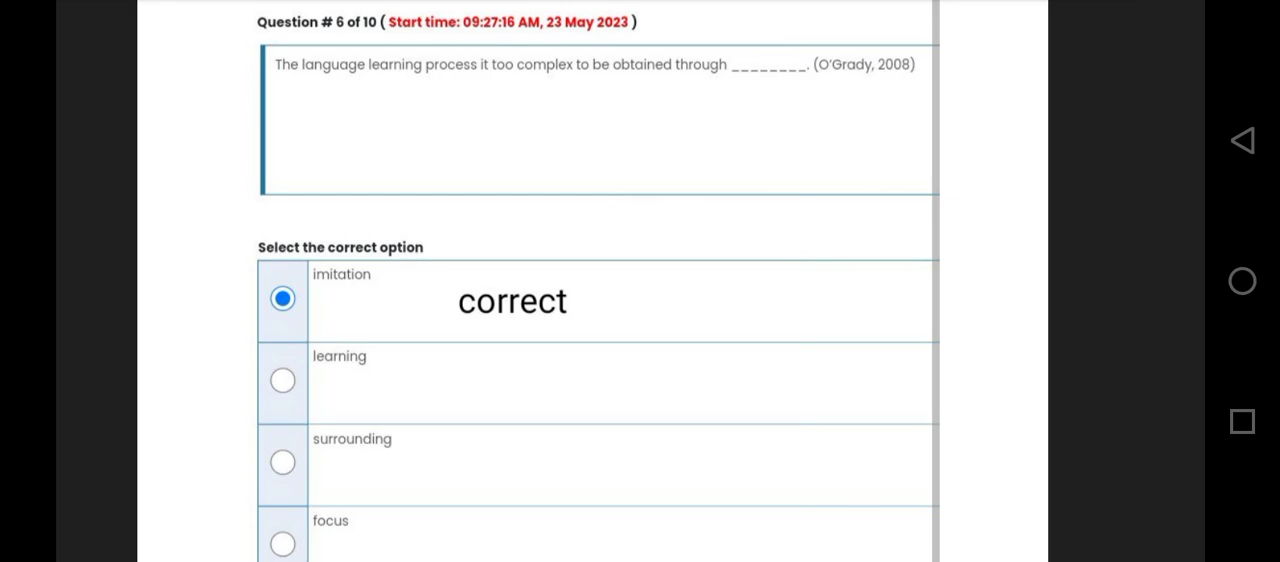 Question # 6 of 10 ( Start time: 09:27:16 AM, 23 May 2023 )
The language learning process it too complex to be obtained through ________. (O'Grady, 2008)
Select the correct option
imitation
correct
learning
surrounding
focus